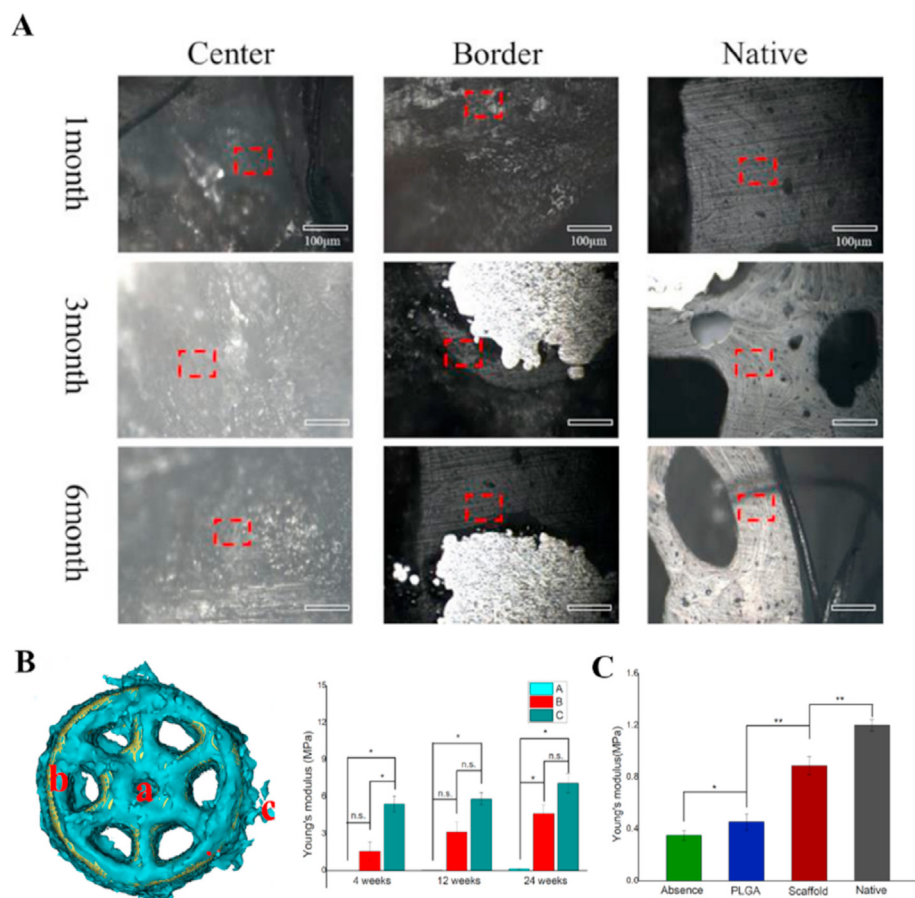 A
Center Border Native
1month
100μm 100μm 100μm
3month
6month
B
b a c
Young's modulus(MPa)
15
12
9
6
3
0
A
B
C
* * *
* n.s. * n.s.
n.s. n.s.
4 weeks 12 weeks 24 weeks
C
Young's modulus(MPa)
1.6
1.2
0.8
0.4
0.0
* ** **
Absence PLGA Scaffold Native